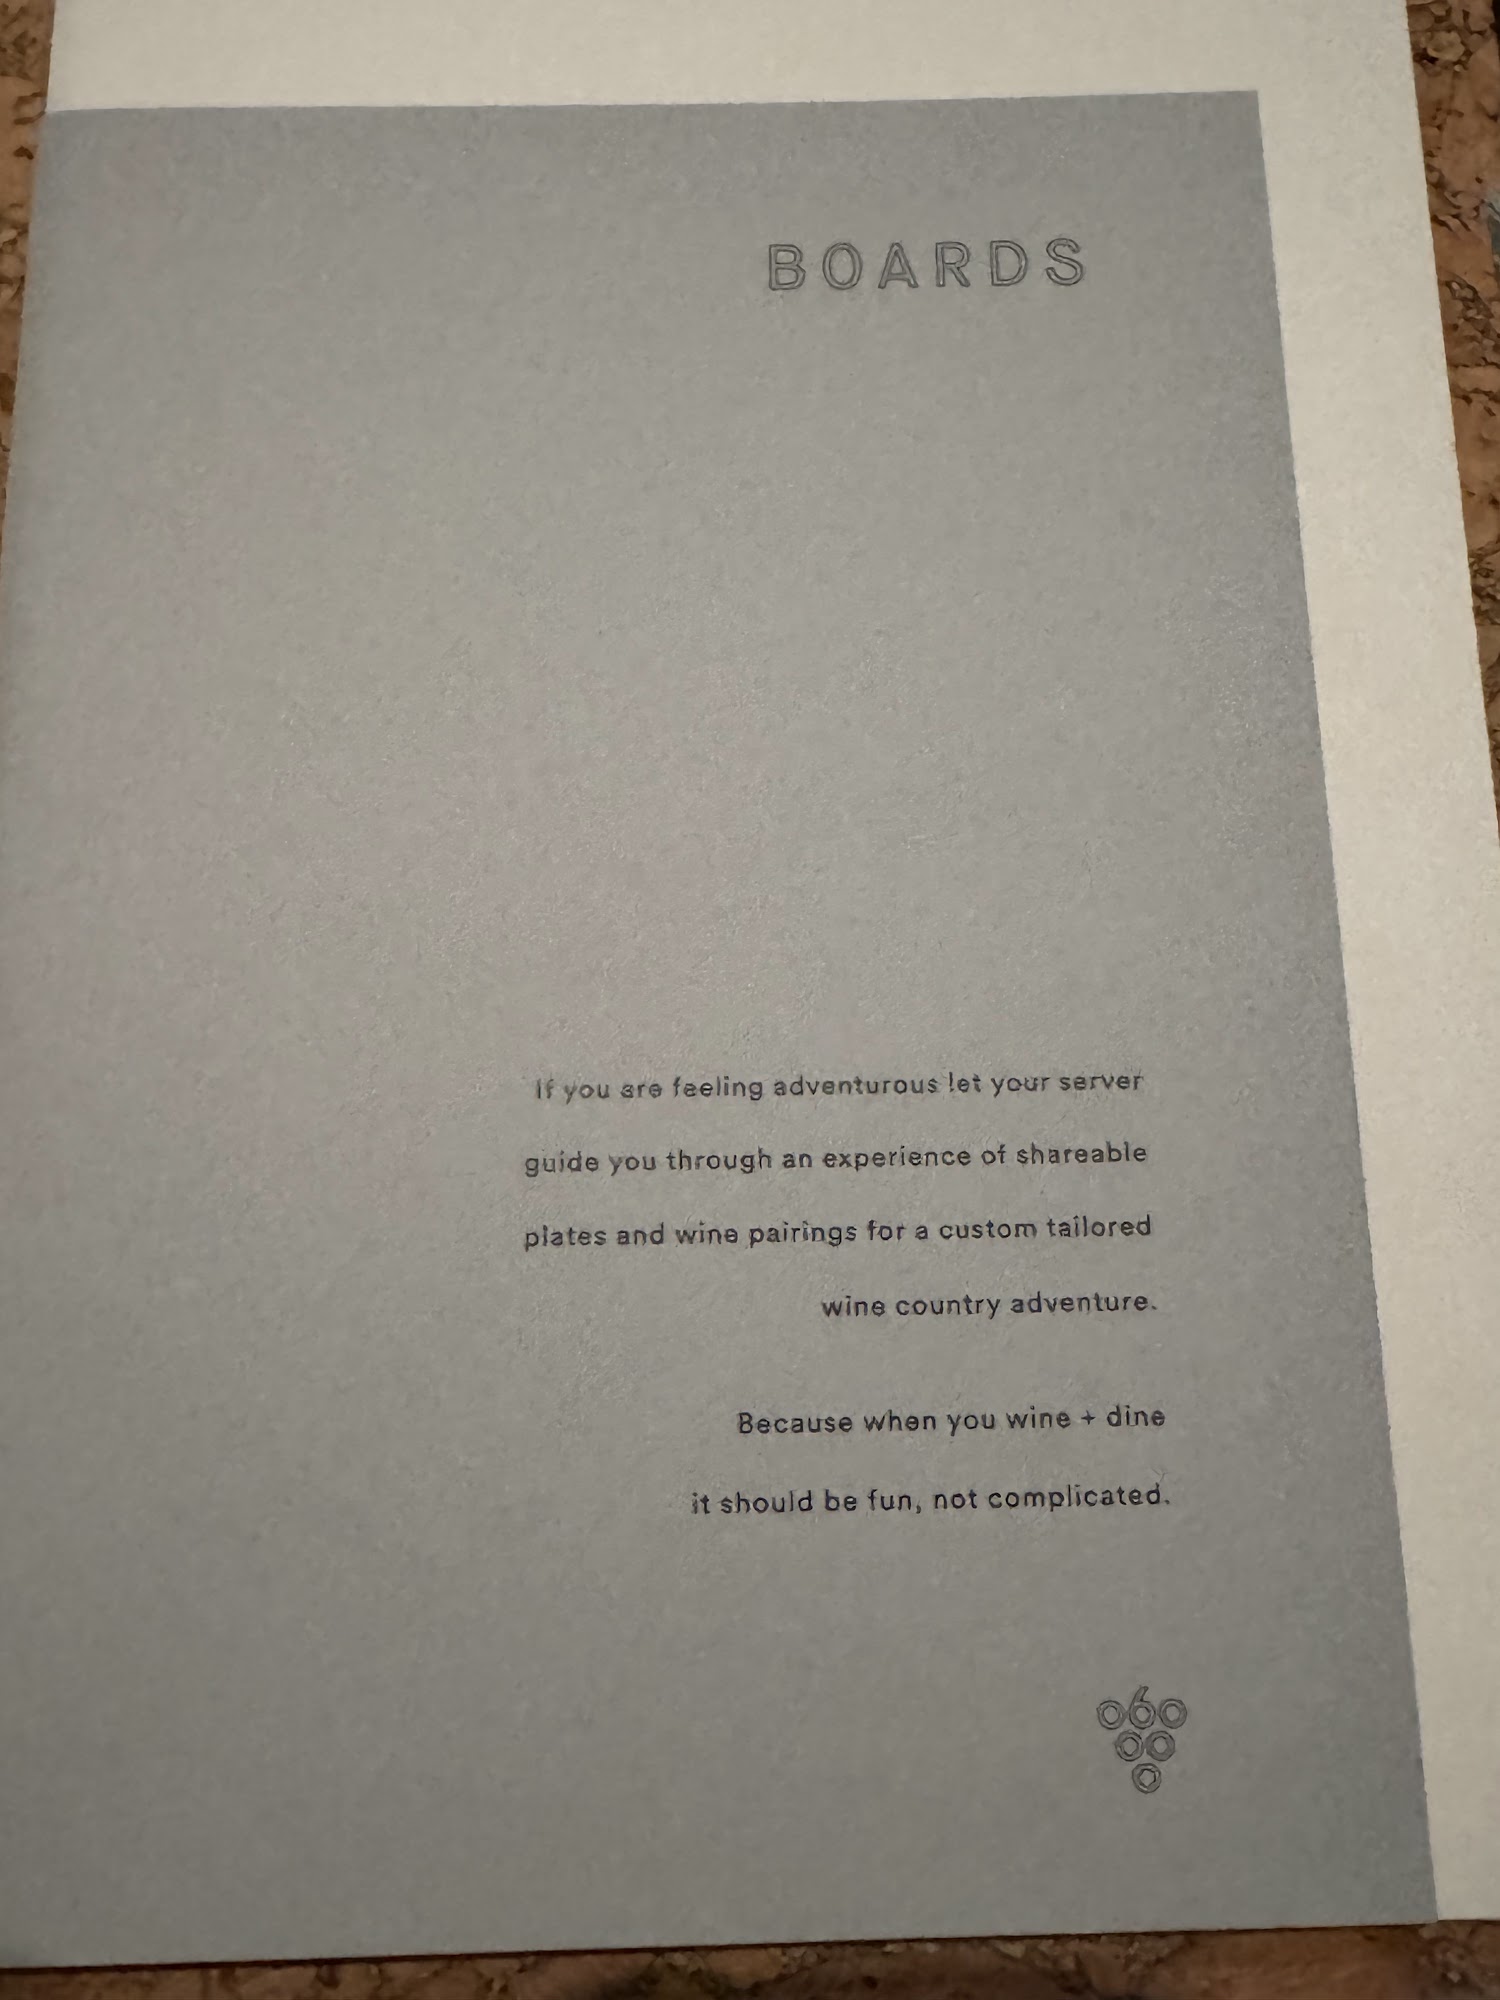 BOARDS
If you are feeling adventurous let your server
guide you through an experience of shareable
plates and wine pairings for a custom tailored
wine country adventure.
Because when you wine + dine
it should be fun, not complicated.